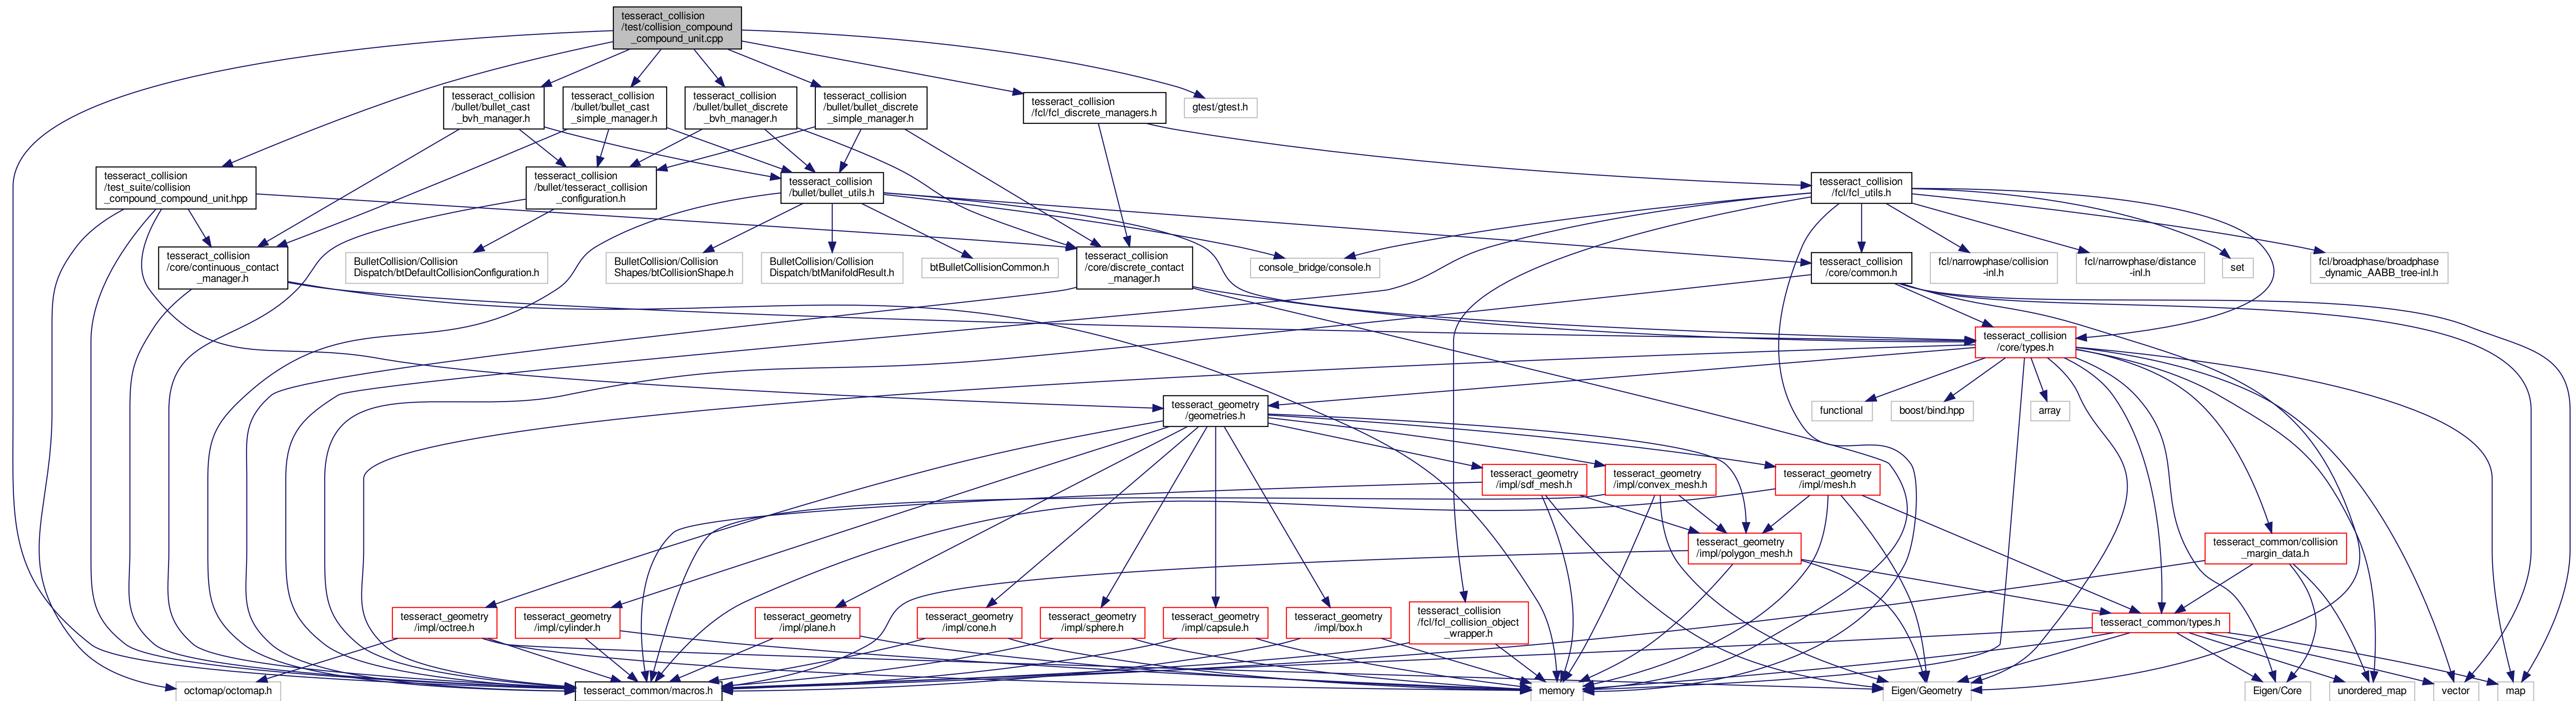 tesseract_collision
/test/collision_compound
_compound_unit.cpp
tesseract_collision
/bullet/bullet_cast
_bvh_manager.h
tesseract_collision
/bullet/bullet_cast
_simple_manager.h
tesseract_collision
/bullet/bullet_discrete
_bvh_manager.h
tesseract_collision
/bullet/bullet_discrete
_simple_manager.h
tesseract_collision
/fcl/fcl_discrete_managers.h
gtest/gtest.h
tesseract_collision
/test_suite/collision
_compound_compound_unit.hpp
tesseract_collision
/bullet/tesseract_collision
_configuration.h
tesseract_collision
/bullet/bullet_utils.h
tesseract_collision
/fcl/fcl_utils.h
tesseract_collision
/core/continuous_contact
_manager.h
BulletCollision/Collision
Dispatch/btDefaultCollisionConfiguration.h
BulletCollision/Collision
Shapes/btCollisionShape.h
BulletCollision/Collision
Dispatch/btManifoldResult.h
btBulletCollisionCommon.h
tesseract_collision
/core/discrete_contact
_manager.h
console_bridge/console.h
tesseract_collision
/core/common.h
fcl/narrowphase/collision
-inl.h
fcl/narrowphase/distance
-inl.h
set
fcl/broadphase/broadphase
_dynamic_AABB_tree-inl.h
tesseract_collision
/core/types.h
tesseract_geometry
/geometries.h
functional
boost/bind.hpp
array
tesseract_geometry
/impl/sdf_mesh.h
tesseract_geometry
/impl/convex_mesh.h
tesseract_geometry
/impl/mesh.h
tesseract_geometry
/impl/polygon_mesh.h
tesseract_common/collision
_margin_data.h
tesseract_geometry
/impl/octree.h
tesseract_geometry
/impl/cylinder.h
tesseract_geometry
/impl/plane.h
tesseract_geometry
/impl/cone.h
tesseract_geometry
/impl/sphere.h
tesseract_geometry
/impl/capsule.h
tesseract_geometry
/impl/box.h
tesseract_collision
/fcl/fcl_collision_object
_wrapper.h
tesseract_common/types.h
octomap/octomap.h
tesseract_common/macros.h
memory
Eigen/Geometry
Eigen/Core
unordered_map
vector
map